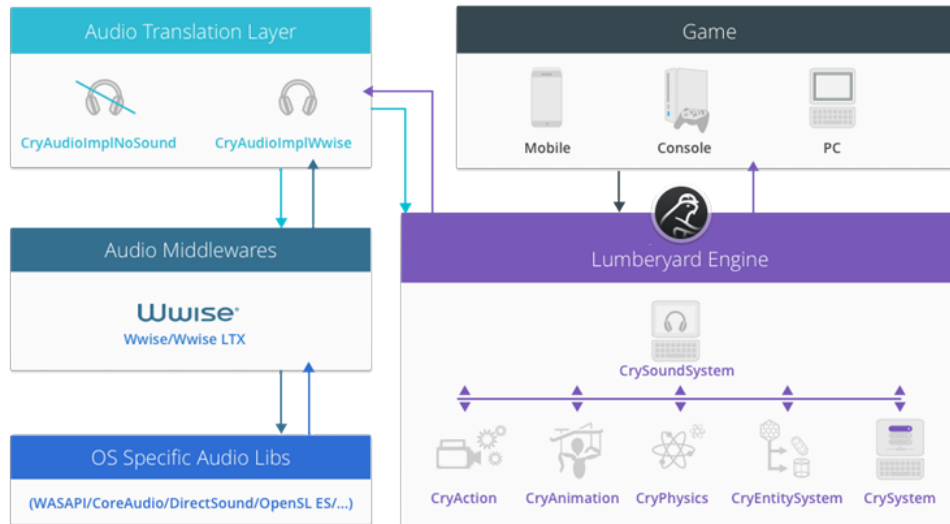 Audio Translation Layer
CryAudioImplNoSound
CryAudioImplWwise
Game
Mobile
Console
PC
Audio Middlewares
Wwise®
Wwise/Wwise LTX
Lumberyard Engine
CrySoundSystem
CryAction
CryAnimation
CryPhysics
CryEntitySystem
CrySystem
OS Specific Audio Libs
(WASAPI/CoreAudio/DirectSound/OpenSL ES/...)